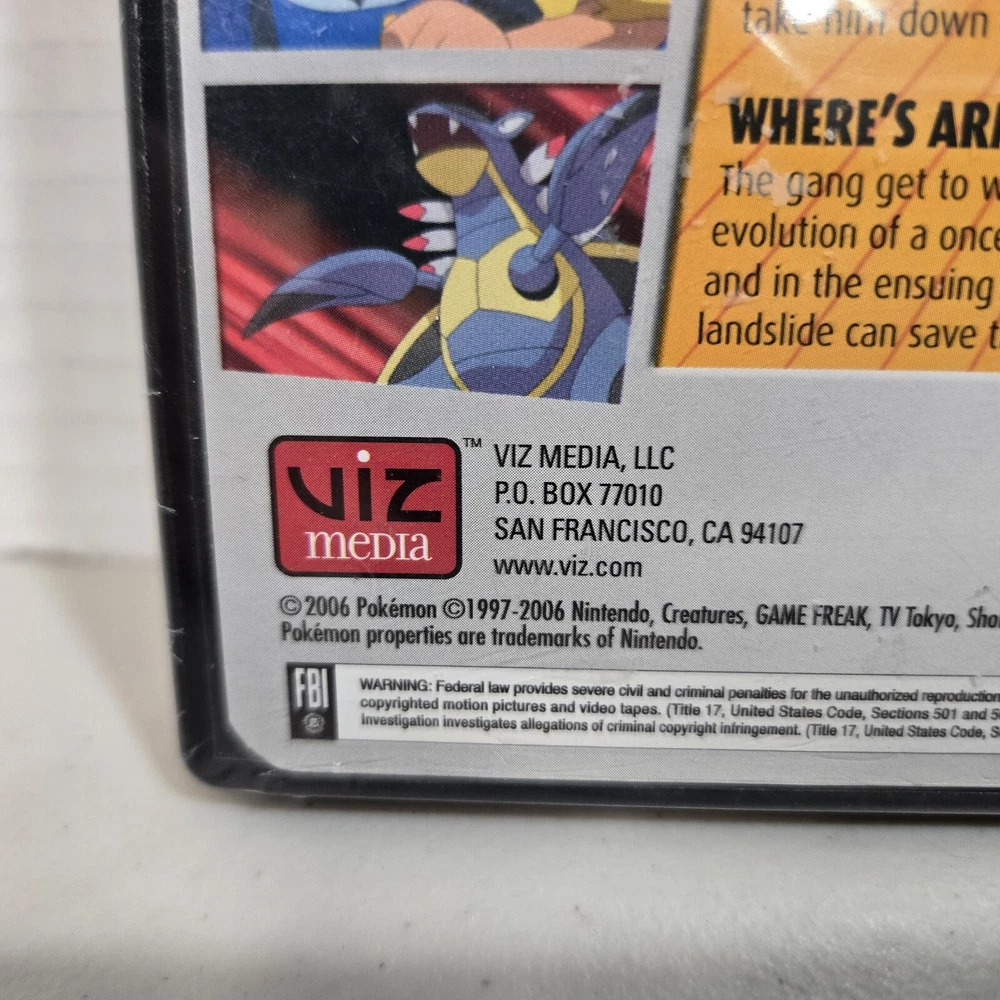 take him down
WHERE'S AR
The gang get to w
evolution of a once
and in the ensuing
landslide can save t
viz
media
™
VIZ MEDIA, LLC
P.O. BOX 77010
SAN FRANCISCO, CA 94107
www.viz.com
©2006 Pokémon ©1997-2006 Nintendo, Creatures, GAME FREAK, TV Tokyo, Sho
Pokémon properties are trademarks of Nintendo.
FBI
WARNING: Federal law provides severe civil and criminal penalties for the unauthorized reproduction
copyrighted motion pictures and video tapes. (Title 17, United States Code, Sections 501 and 5
Investigation investigates allegations of criminal copyright infringement. (Title 17, United States Code, S